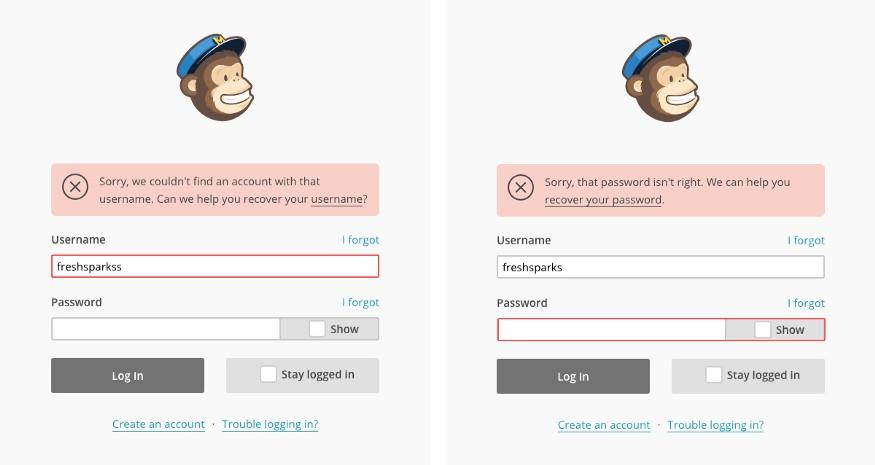 M
Sorry, we couldn't find an account with that
username. Can we help you recover your username?
Username I forgot
freshsparkss
Password I forgot
Show
Log In Stay logged in
Create an account · Trouble logging in?
M
Sorry, that password isn't right. We can help you
recover your password.
Username I forgot
freshsparks
Password I forgot
Show
Log In Stay logged in
Create an account · Trouble logging in?